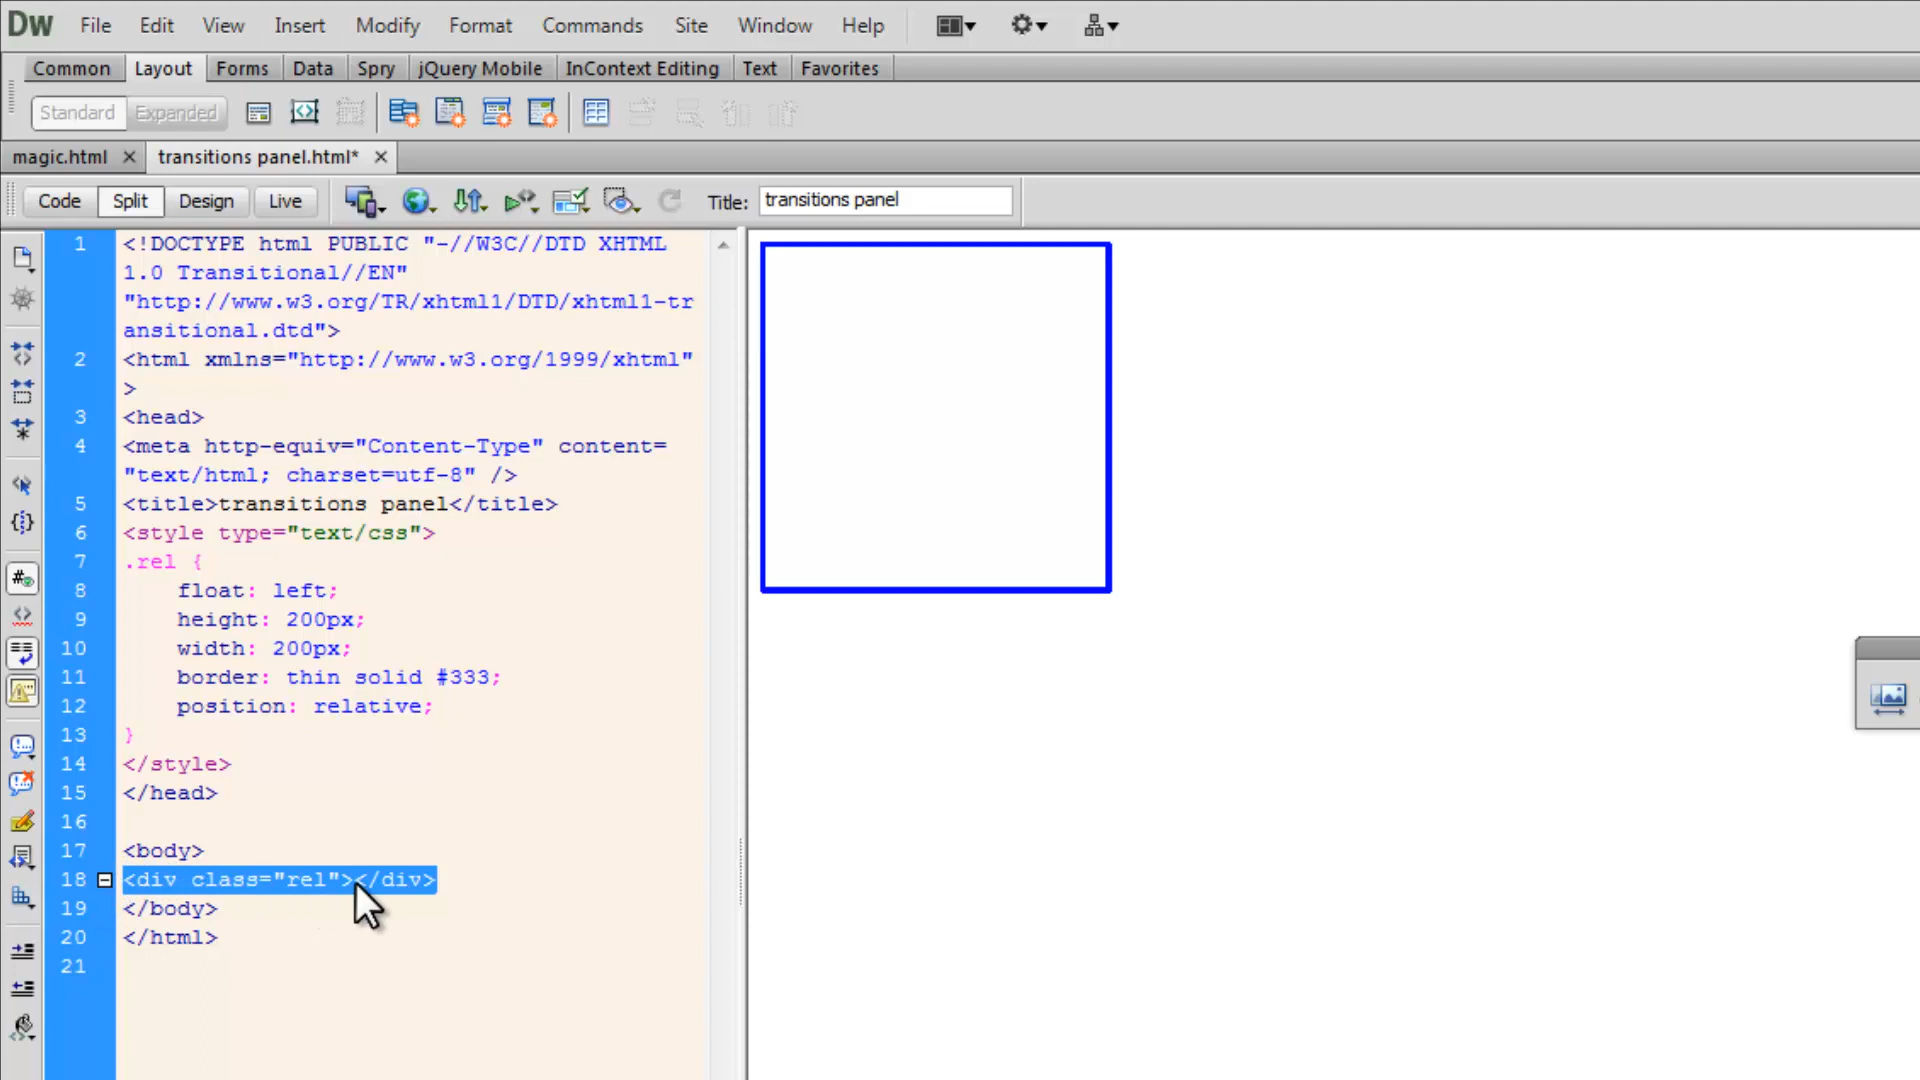 DW File Edit View Insert Modify Format Commands Site Window Help
Common Layout Forms Data Spry jQuery Mobile InContext Editing Text Favorites
Standard Expanded
magic.html transitions panel.html*
Code Split Design Live Title: transitions panel
1 <!DOCTYPE html PUBLIC "-//W3C//DTD XHTML
1.0 Transitional//EN"
"http://www.w3.org/TR/xhtml1/DTD/xhtml1-tr
ansitional.dtd">
2 <html xmlns="http://www.w3.org/1999/xhtml"
>
3 <head>
4 <meta http-equiv="Content-Type" content=
"text/html; charset=utf-8" />
5 <title>transitions panel</title>
6 <style type="text/css">
7 .rel {
8 float: left;
9 height: 200px;
10 width: 200px;
11 border: thin solid #333;
12 position: relative;
13 }
14 </style>
15 </head>
16
17 <body>
18 <div class="rel"></div>
19 </body>
20 </html>
21